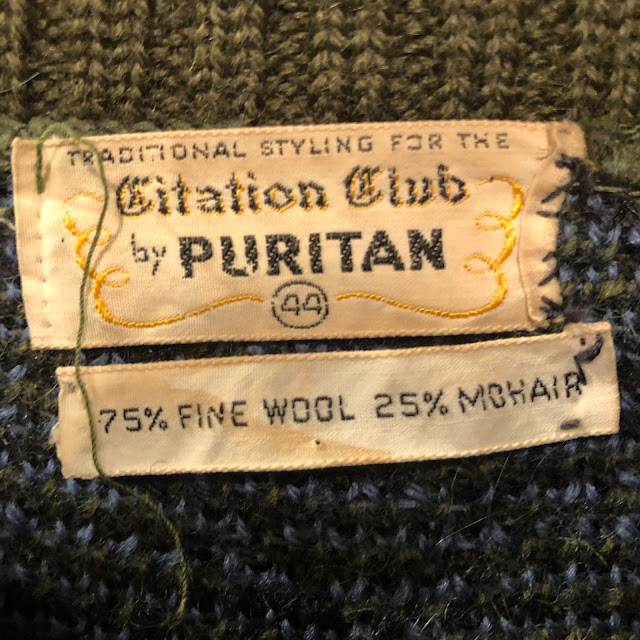 TRADITIONAL STYLING FOR THE
Citation Club
by PURITAN
44
75% FINE WOOL 25% MOHAIR